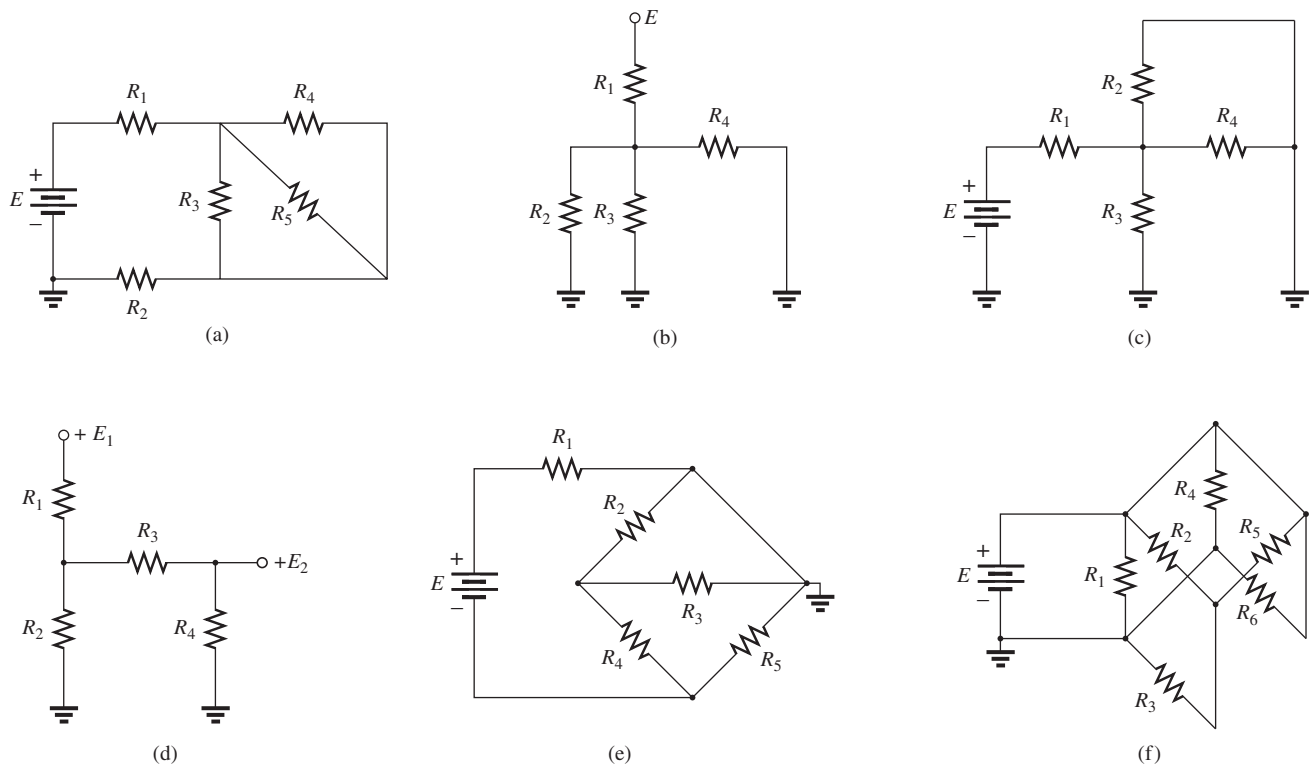 R1
R4
E
+
−
R3
R5
R2
(a)
E
R1
R4
R2
R3
(b)
R2
R1
R4
+
E
−
R3
(c)
+ E1
R1
R3
+E2
R2
R4
(d)
R1
R2
+
E
−
R3
R4
R5
(e)
R4
R2
R5
+
E
−
R1
R6
R3
(f)